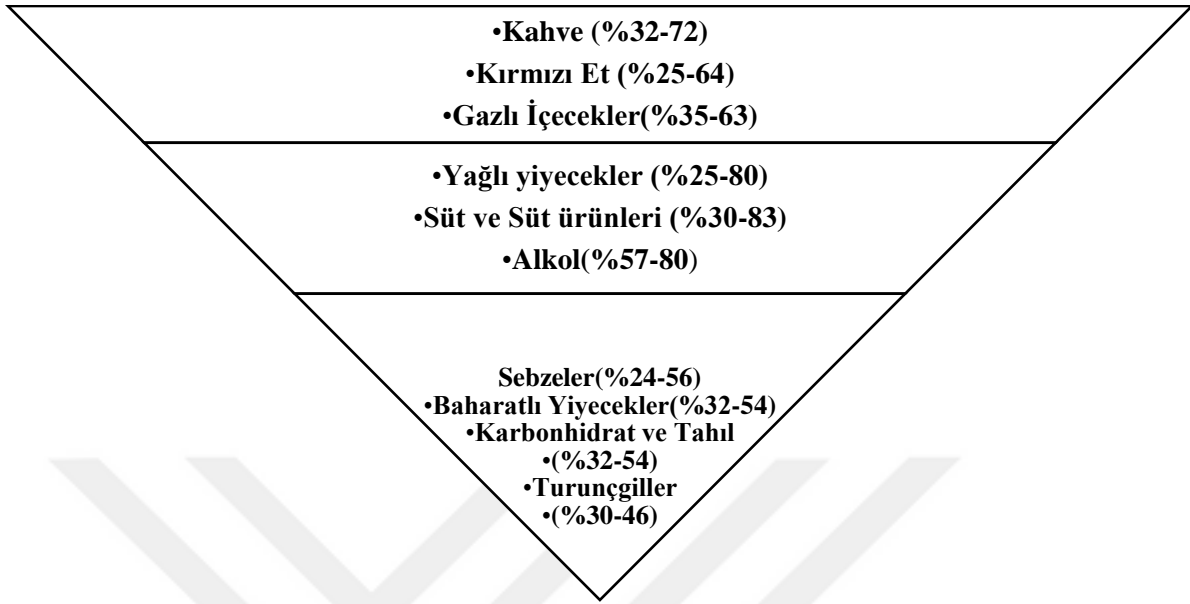 •Kahve (%32-72)
•Kırmızı Et (%25-64)
•Gazlı İçecekler(%35-63)
•Yağlı yiyecekler (%25-80)
•Süt ve Süt ürünleri (%30-83)
•Alkol(%57-80)
Sebzeler(%24-56)
•Baharatlı Yiyecekler(%32-54)
•Karbonhidrat ve Tahıl
•(%32-54)
•Turunçgiller
•(%30-46)